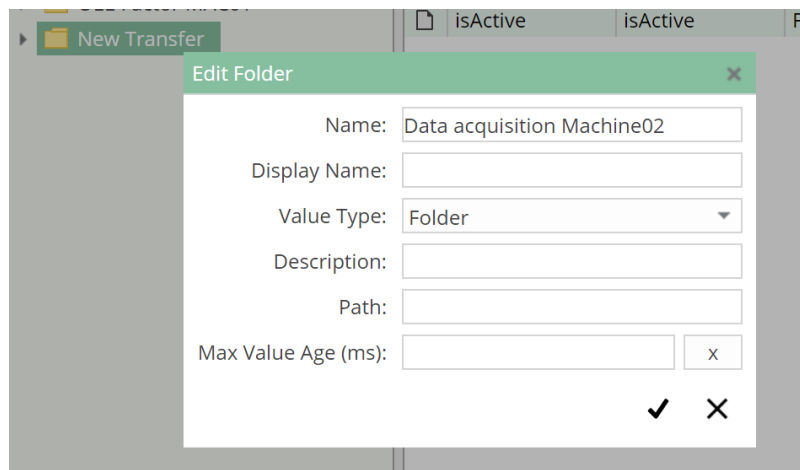 isActive isActive
New Transfer
Edit Folder
Name: Data acquisition Machine02
Display Name:
Value Type: Folder
Description:
Path:
Max Value Age (ms): x